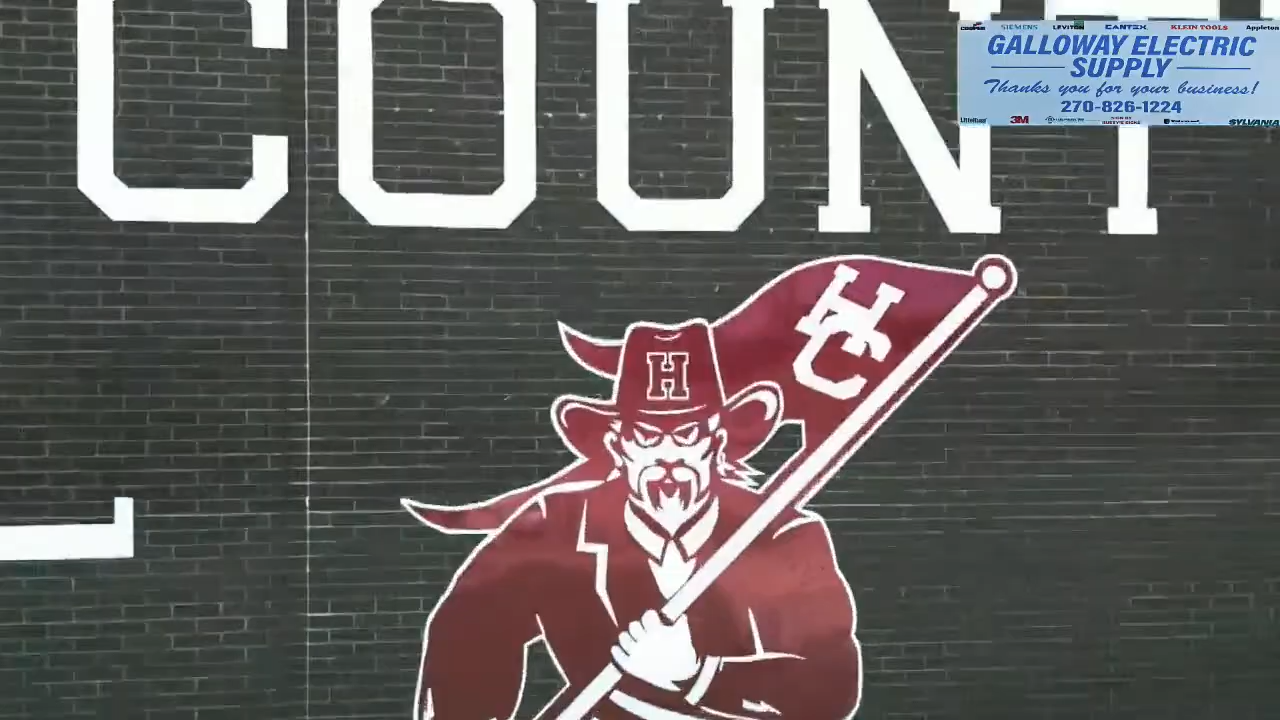 COUNT
COOPER SIEMENS LEVITON CANTEX KLEIN TOOLS Appleton
GALLOWAY ELECTRIC
SUPPLY
Thanks you for your business!
270-826-1224
3M SYLVANIA
HC
H